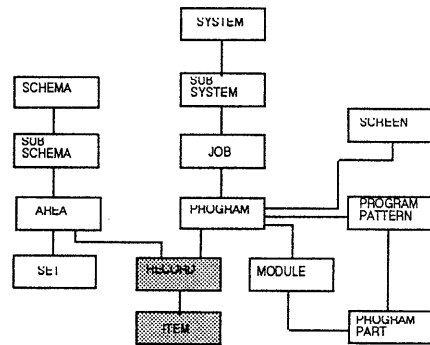 SYSTEM
SUB
SYSTEM
SCHEMA
SCREEN
SUB
SCHEMA
JOB
AREA
PROGRAM
PROGRAM
PATTERN
SET
RECORD
MODULE
ITEM
PROGRAM
PART